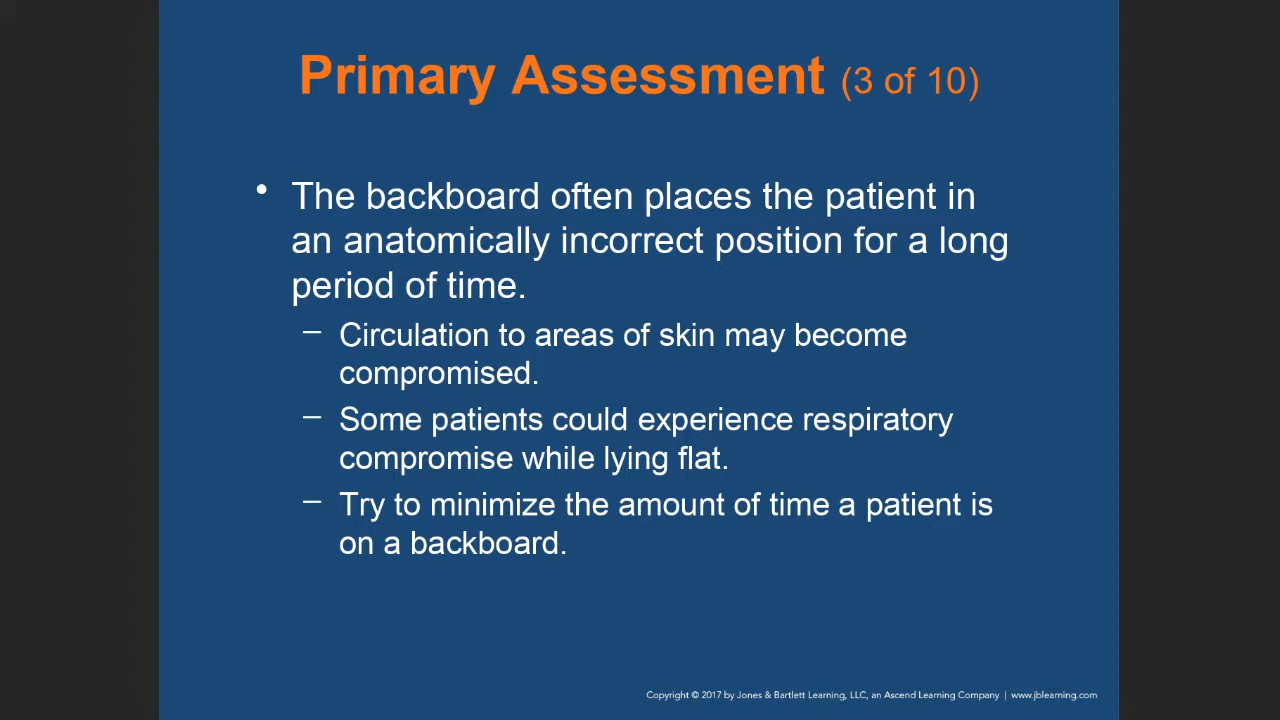 Primary Assessment (3 of 10)
• The backboard often places the patient in
an anatomically incorrect position for a long
period of time.
– Circulation to areas of skin may become
compromised.
– Some patients could experience respiratory
compromise while lying flat.
– Try to minimize the amount of time a patient is
on a backboard.
Copyright © 2017 by Jones & Bartlett Learning, LLC, an Ascend Learning Company | www.jblearning.com